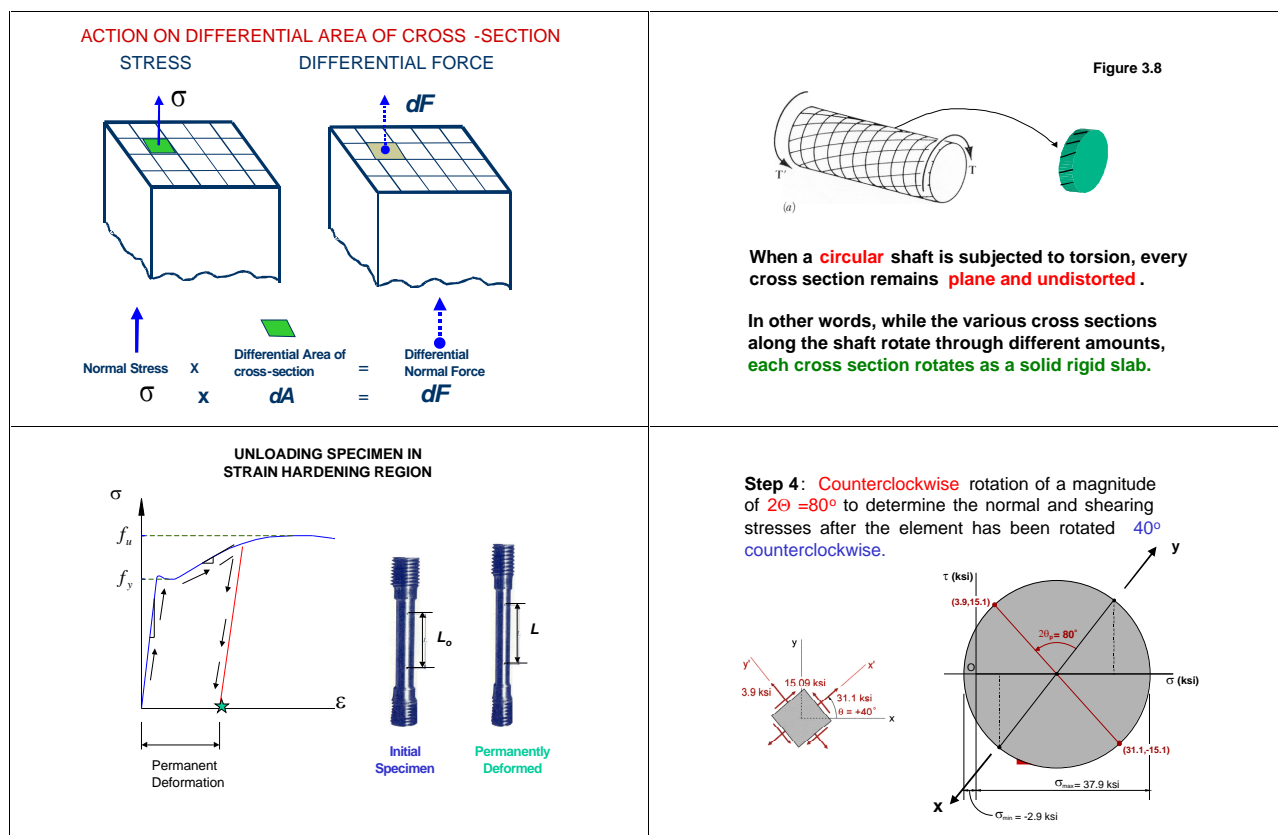 ACTION ON DIFFERENTIAL AREA OF CROSS -SECTION
STRESS DIFFERENTIAL FORCE
σ dF
Normal Stress x Differential Area of cross-section = Differential Normal Force
σ x dA = dF
Figure 3.8
T' T
(a)
When a circular shaft is subjected to torsion, every
cross section remains plane and undistorted .
In other words, while the various cross sections
along the shaft rotate through different amounts,
each cross section rotates as a solid rigid slab.
UNLOADING SPECIMEN IN
STRAIN HARDENING REGION
σ
fu
fy
ε
Permanent
Deformation
Lo
L
Initial
Specimen
Permanently
Deformed
Step 4: Counterclockwise rotation of a magnitude
of 2Θ =80o to determine the normal and shearing
stresses after the element has been rotated 40o
counterclockwise.
y
τ (ksi)
(3.9,15.1)
2θp= 80°
O
σ (ksi)
(31.1,-15.1)
x
σmax= 37.9 ksi
σmin = -2.9 ksi
y
y' x'
15.09 ksi
3.9 ksi
31.1 ksi
θ = +40°
x